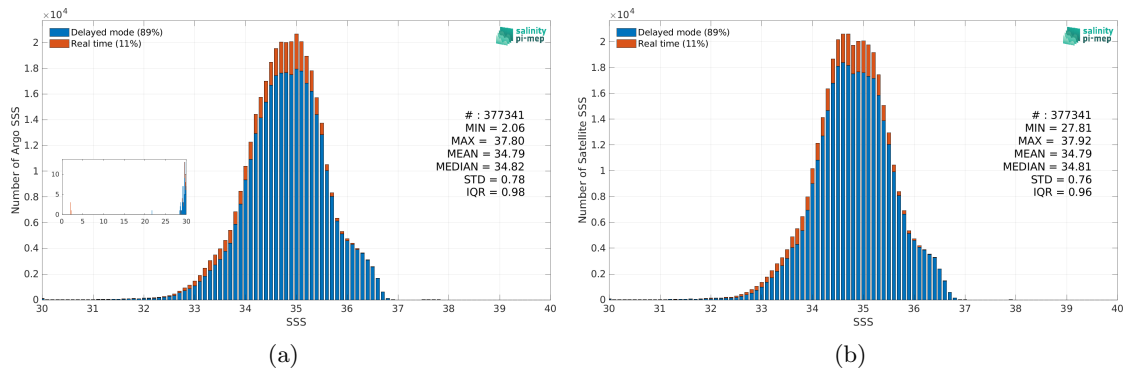 ×10⁴
Delayed mode (89%)
Real time (11%)
salinity
pi-mep
Number of Argo SSS
2
1.8
1.6
1.4
1.2
1
0.8
0.6
0.4
0.2
0
# : 377341
MIN = 2.06
MAX = 37.80
MEAN = 34.79
MEDIAN = 34.82
STD = 0.78
IQR = 0.98
10
5
0
0 5 10 15 20 25 30
30 31 32 33 34 35 36 37 38 39 40
SSS
(a)
×10⁴
Delayed mode (89%)
Real time (11%)
salinity
pi-mep
Number of Satellite SSS
2
1.8
1.6
1.4
1.2
1
0.8
0.6
0.4
0.2
0
# : 377341
MIN = 27.81
MAX = 37.92
MEAN = 34.79
MEDIAN = 34.81
STD = 0.76
IQR = 0.96
30 31 32 33 34 35 36 37 38 39 40
SSS
(b)